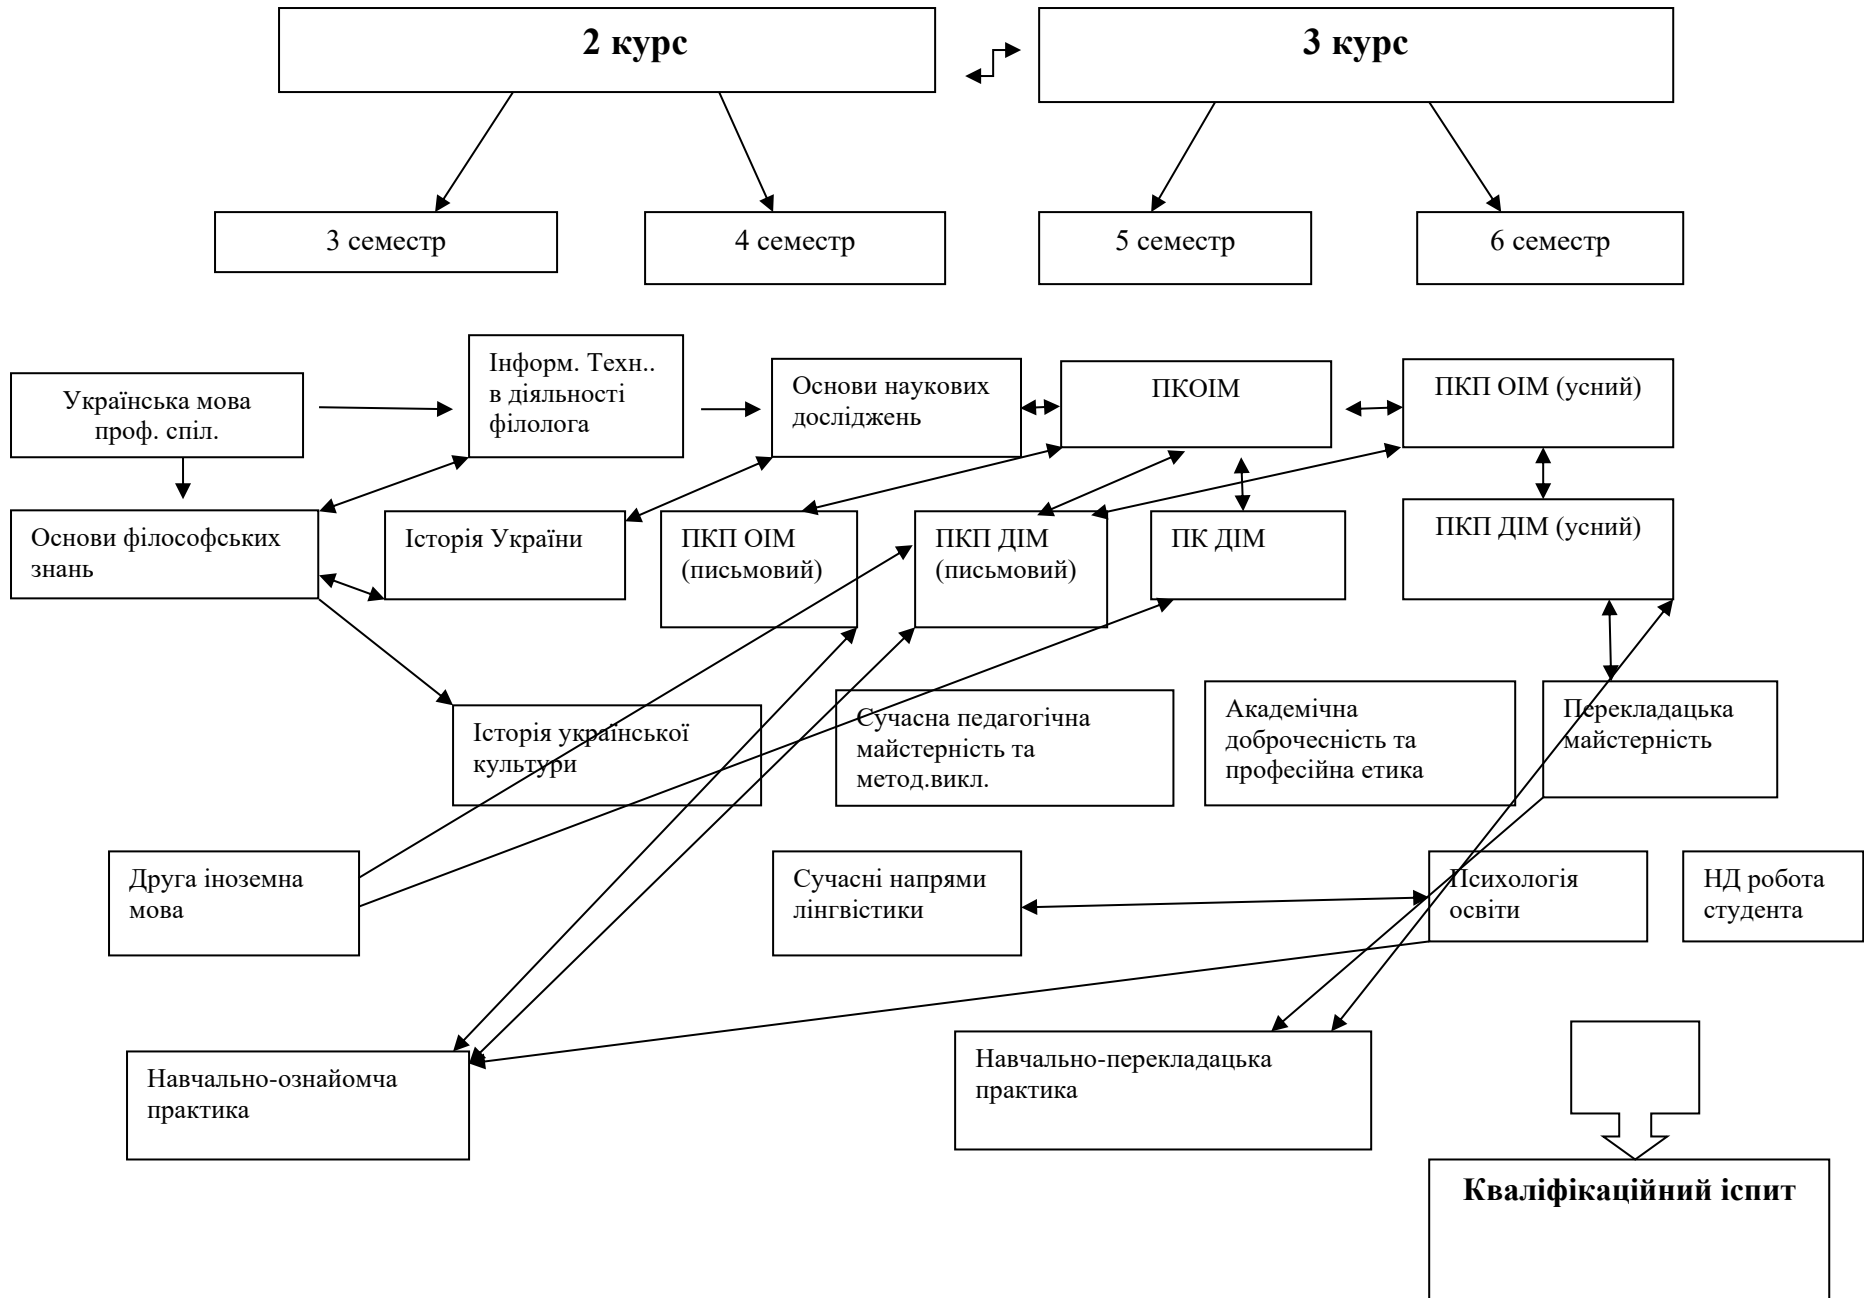 2 курс
3 курс
3 семестр
4 семестр
5 семестр
6 семестр
Українська мова
проф. спіл.
Інформ. Техн..
в діяльності
філолога
Основи наукових
досліджень
ПКОІМ
ПКП ОІМ (усний)
Основи філософських
знань
Історія України
ПКП ОІМ
(письмовий)
ПКП ДІМ
(письмовий)
ПК ДІМ
ПКП ДІМ (усний)
Історія української
культури
Сучасна педагогічна
майстерність та
метод.викл.
Академічна
доброчесність та
професійна етика
Перекладацька
майстерність
Друга іноземна
мова
Сучасні напрями
лінгвістики
Психологія
освіти
НД робота
студента
Навчально-ознайомча
практика
Навчально-перекладацька
практика
Кваліфікаційний іспит